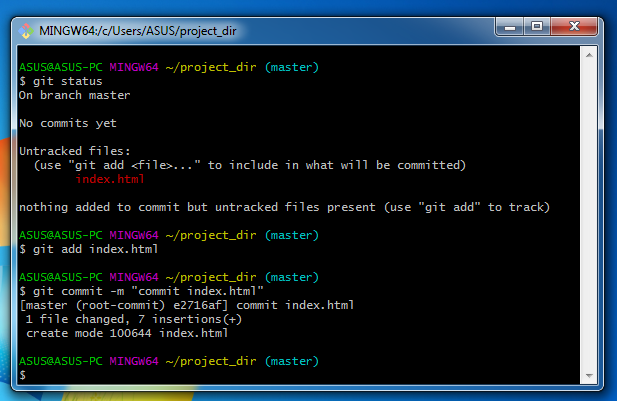 MINGW64:/c/Users/ASUS/project_dir
ASUS@ASUS-PC MINGW64 ~/project_dir (master)
$ git status
On branch master
No commits yet
Untracked files:
(use "git add <file>..." to include in what will be committed)
index.html
nothing added to commit but untracked files present (use "git add" to track)
ASUS@ASUS-PC MINGW64 ~/project_dir (master)
$ git add index.html
ASUS@ASUS-PC MINGW64 ~/project_dir (master)
$ git commit -m "commit index.html"
[master (root-commit) e2716af] commit index.html
1 file changed, 7 insertions(+)
create mode 100644 index.html
ASUS@ASUS-PC MINGW64 ~/project_dir (master)
$